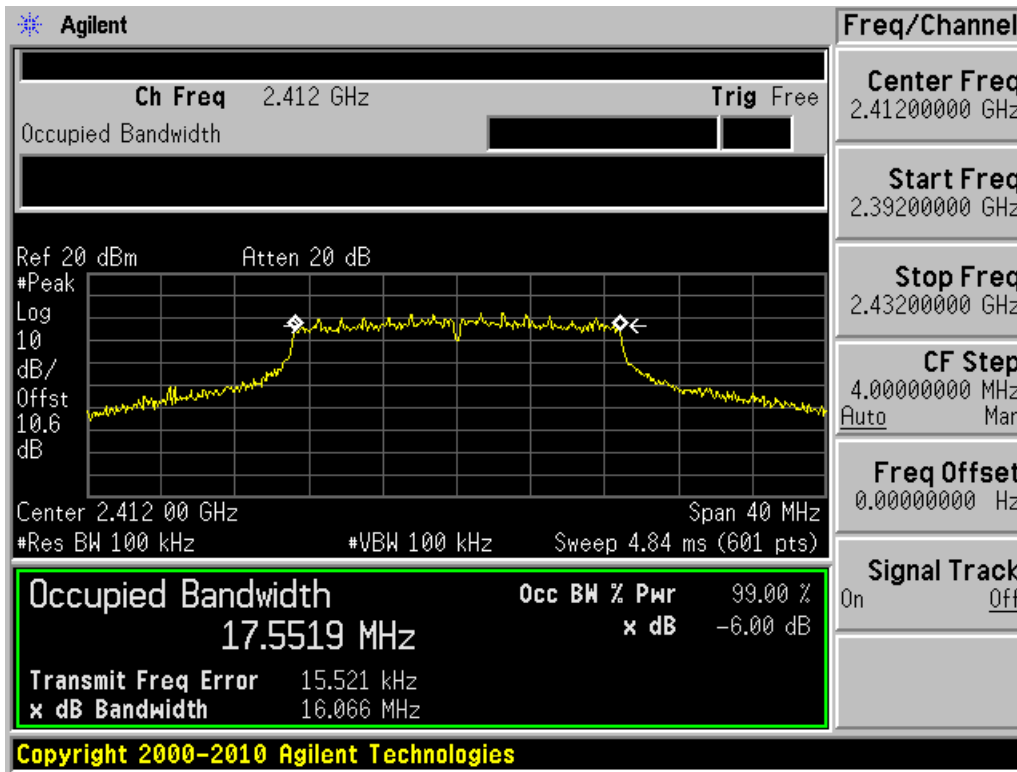 Agilent
Freq/Channel
Ch Freq 2.412 GHz Trig Free
Occupied Bandwidth
Center Freq
2.41200000 GHz
Start Freq
2.39200000 GHz
Stop Freq
2.43200000 GHz
CF Step
4.00000000 MHz
Auto Man
Freq Offset
0.00000000 Hz
Signal Track
On Off
Ref 20 dBm Atten 20 dB
#Peak
Log
10
dB/
Offst
10.6
dB
Center 2.412 00 GHz Span 40 MHz
#Res BW 100 kHz #VBW 100 kHz Sweep 4.84 ms (601 pts)
Occupied Bandwidth Occ BW % Pwr 99.00 %
17.5519 MHz x dB -6.00 dB
Transmit Freq Error 15.521 kHz
x dB Bandwidth 16.066 MHz
Copyright 2000-2010 Agilent Technologies